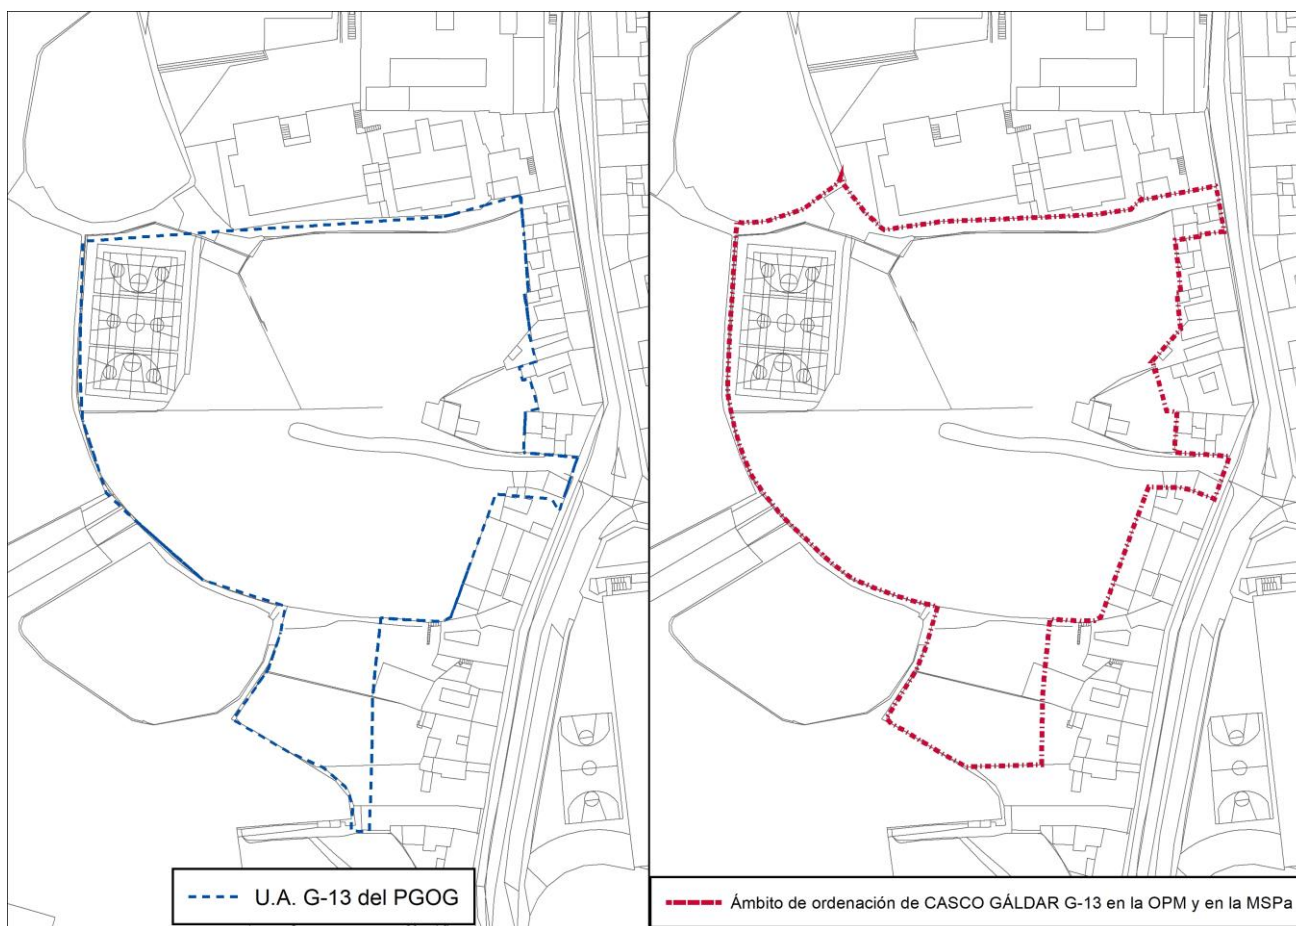 U.A. G-13 del PGOG
Ámbito de ordenación de CASCO GÁLDAR G-13 en la OPM y en la MSPa